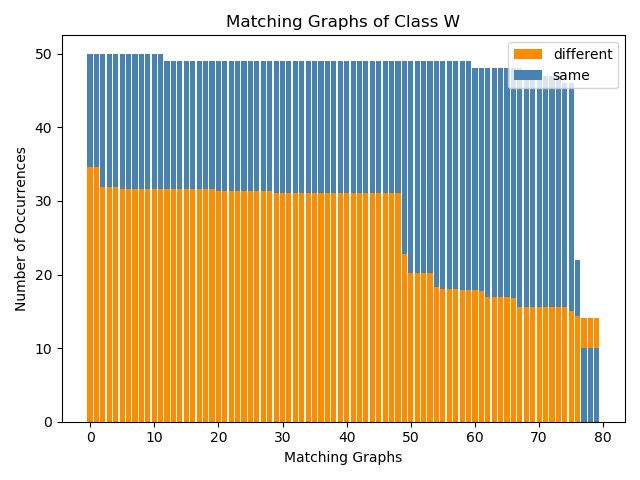 Matching Graphs of Class W
different
same
Number of Occurrences
50
40
30
20
10
0
0 10 20 30 40 50 60 70 80
Matching Graphs